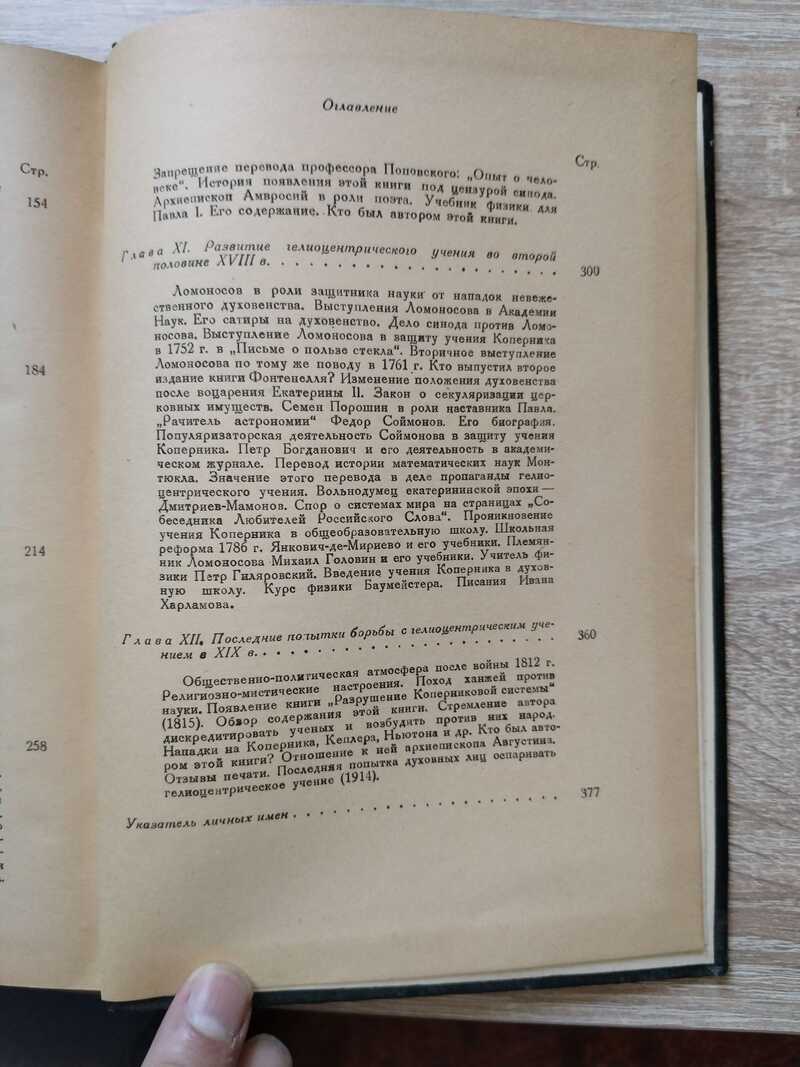 Стр.
154
184
214
258
Оглавление
Стр.
Запрещение перевода профессора Поповского: „Опыт о чело-
веке“. История появления этой книги под цензурой синода.
Архиепископ Амвросий в роли поэта. Учебник физики для
Павла I. Его содержание. Кто был автором этой книги.
Глава XI. Развитие гелиоцентрического учения во второй
половине XVIII в. . . . . . . . . . . . . . . . . . . . 300
Ломоносов в роли защитника науки от нападок невеже-
ственного духовенства. Выступления Ломоносова в Академии
Наук. Его сатиры на духовенство. Дело синода против Ломо-
носова. Выступление Ломоносова в защиту учения Коперника
в 1752 г. в „Письме о пользе стекла“. Вторичное выступление
Ломоносова по тому же поводу в 1761 г. Кто выпустил второе
издание книги Фонтенелля? Изменение положения духовенства
после воцарения Екатерины II. Закон о секуляризации цер-
ковных имуществ. Семен Порошин в роли наставника Павла.
„Рачитель астрономии“ Федор Соймонов. Его биография.
Популяризаторская деятельность Соймонова в защиту учения
Коперника. Петр Богданович и его деятельность в академи-
ческом журнале. Перевод истории математических наук Мон-
тюкла. Значение этого перевода в деле пропаганды гелио-
центрического учения. Вольнодумец екатерининской эпохи —
Дмитриев-Мамонов. Спор о системах мира на страницах „Со-
беседника Любителей Российского Слова“. Проникновение
учения Коперника в общеобразовательную школу. Школьная
реформа 1786 г. Янкович-де-Мириево и его учебники. Племян-
ник Ломоносова Михаил Головин и его учебники. Учитель фи-
зики Петр Гиляровский. Введение учения Коперника в духов-
ную школу. Курс физики Баумейстера. Писания Ивана
Харламова.
Глава XII. Последние попытки борьбы с гелиоцентрическим уче-
нием в XIX в. . . . . . . . . . . . . . . . . . . . 360
Общественно-политическая атмосфера после войны 1812 г.
Религиозно-мистические настроения. Поход ханжей против
науки. Появление книги „Разрушение Коперниковой системы“
(1815). Обзор содержания этой книги. Стремление автора
дискредитировать ученых и возбудить против них народ.
Нападки на Коперника, Кеплера, Ньютона и др. Кто был авто-
ром этой книги? Отношение к ней архиепископа Августина.
Отзывы печати. Последняя попытка духовных лиц оспаривать
гелиоцентрическое учение (1914).
Указатель личных имен . . . . . . . . . . . . . . . . 377